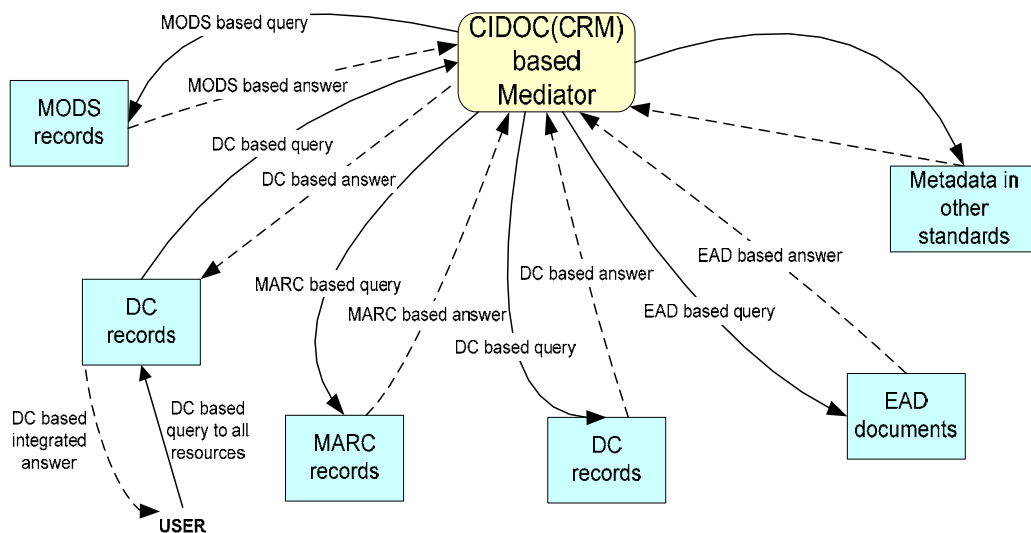 MODS based query
CIDOC(CRM)
based
Mediator
MODS based answer
MODS
records
DC based query
DC based answer
Metadata in
other
standards
EAD based answer
DC based answer
MARC based query
MARC based answer
EAD based query
DC based query
DC
records
DC based
integrated
answer
DC based
query to all
resources
MARC
records
DC
records
EAD
documents
USER